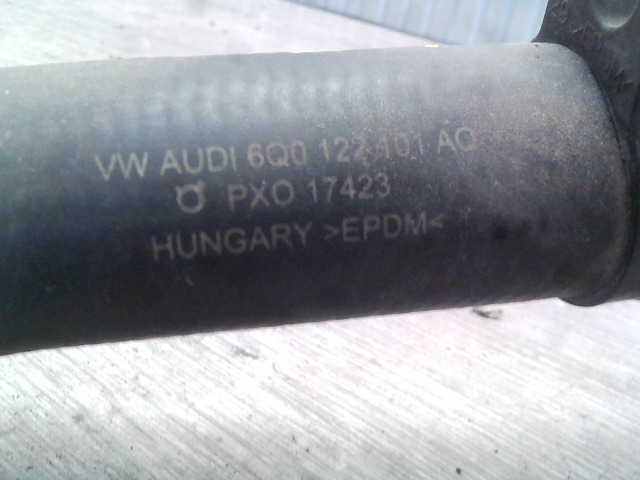 VW AUDI 6Q0 122 101 AQ
PXO 17423
HUNGARY >EPDM<